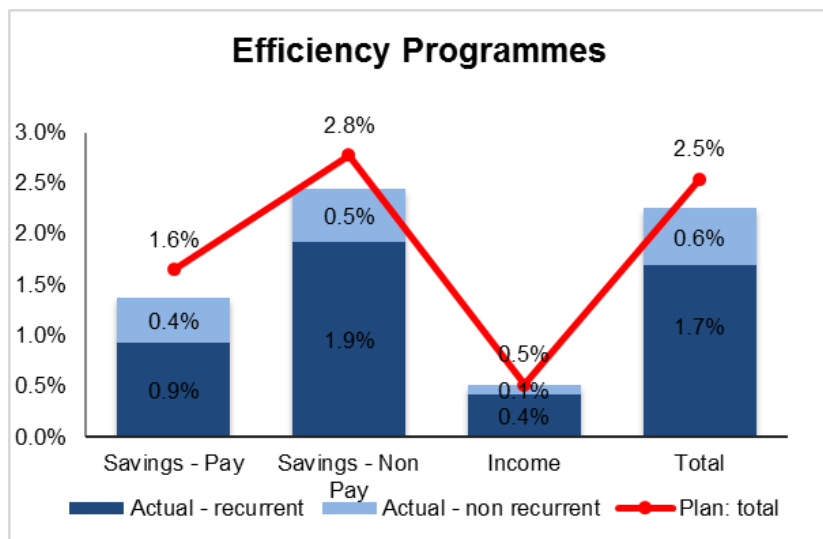 Efficiency Programmes
3.0%
2.5%
2.0%
1.5%
1.0%
0.5%
0.0%
1.6%
0.4%
0.9%
2.8%
0.5%
1.9%
0.5%
0.1%
0.4%
2.5%
0.6%
1.7%
Savings - Pay
Savings - Non
Pay
Income
Total
Actual - recurrent
Actual - non recurrent
Plan: total